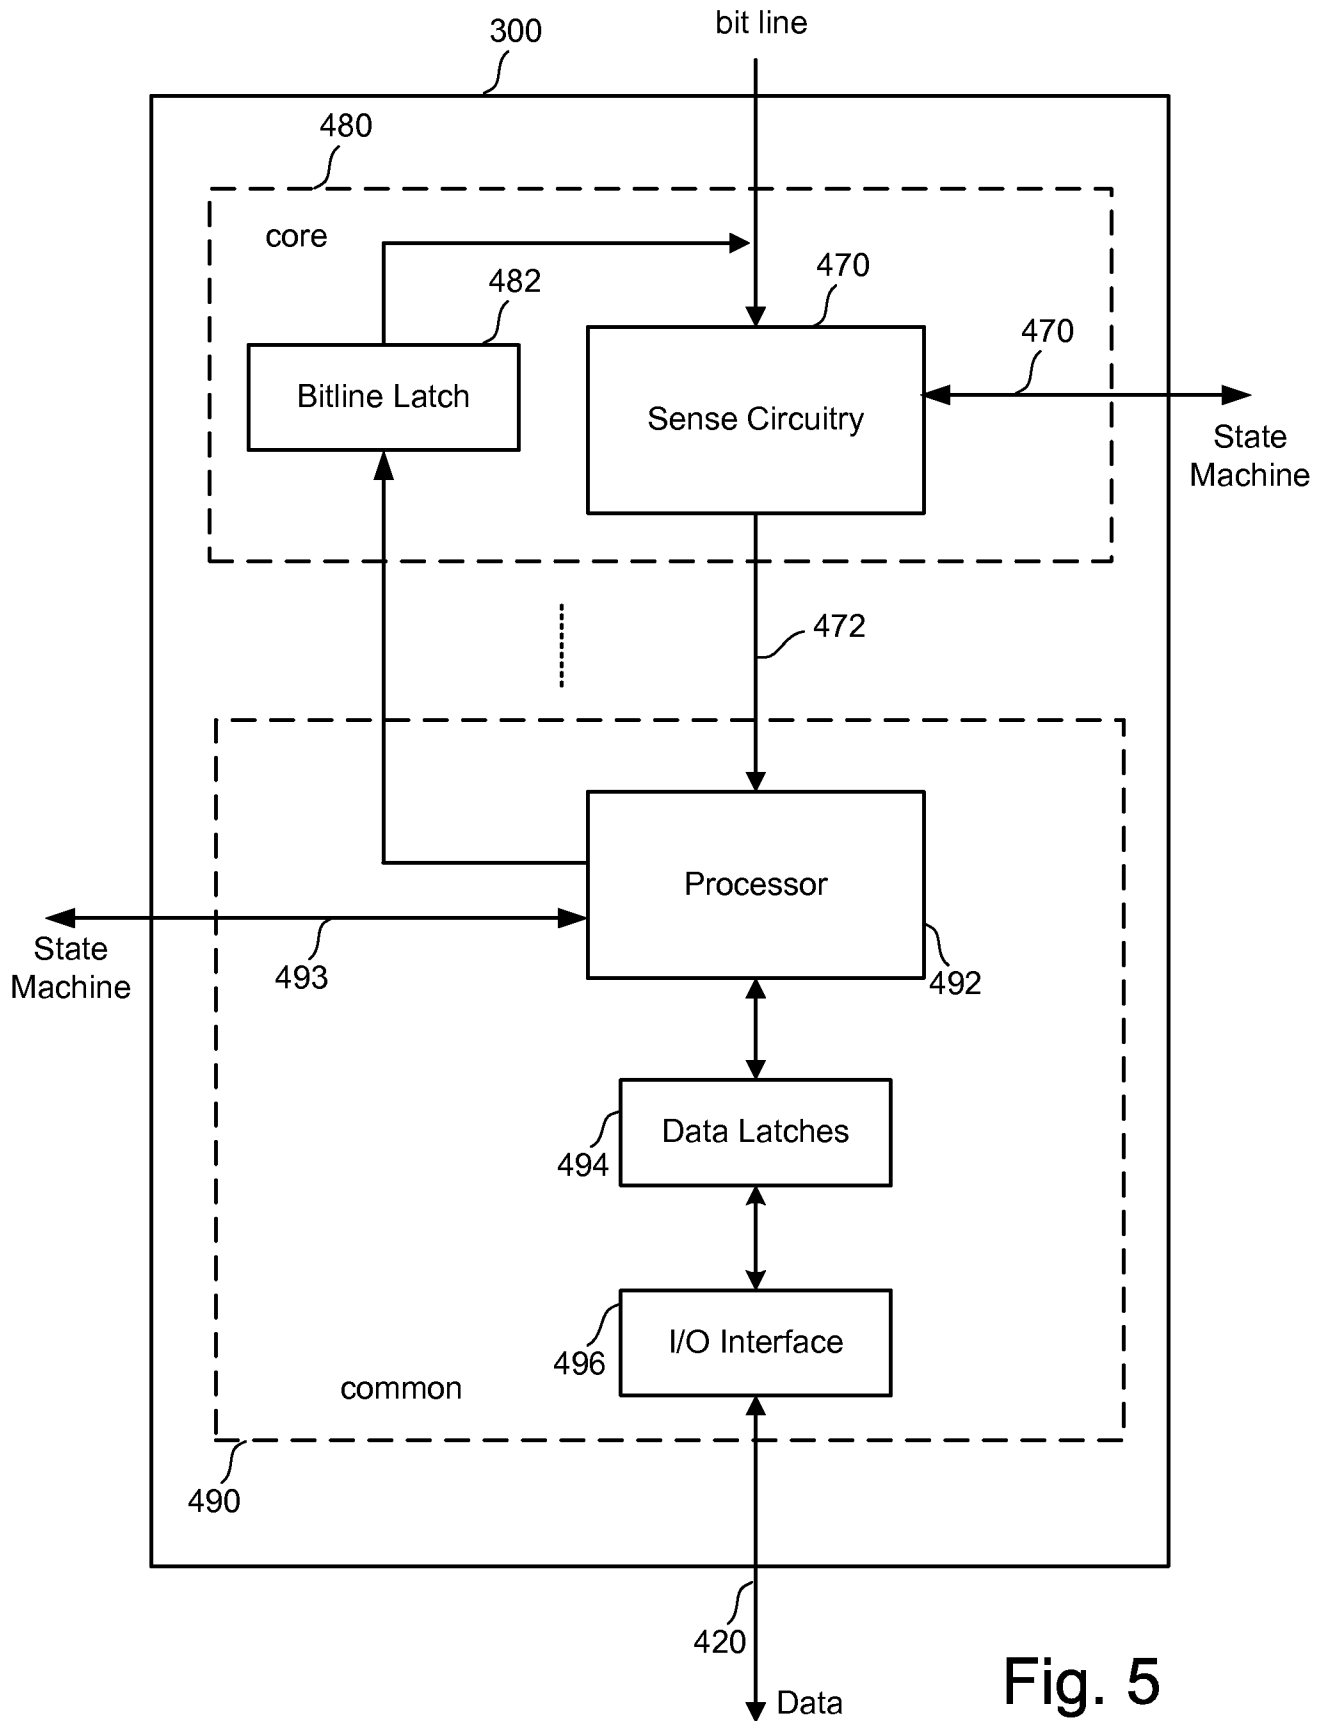 bit line
300
480
core
482
470
470
Bitline Latch
Sense Circuitry
State
Machine
472
Processor
State
Machine
493
492
Data Latches
494
I/O Interface
496
common
490
420
Data
Fig. 5